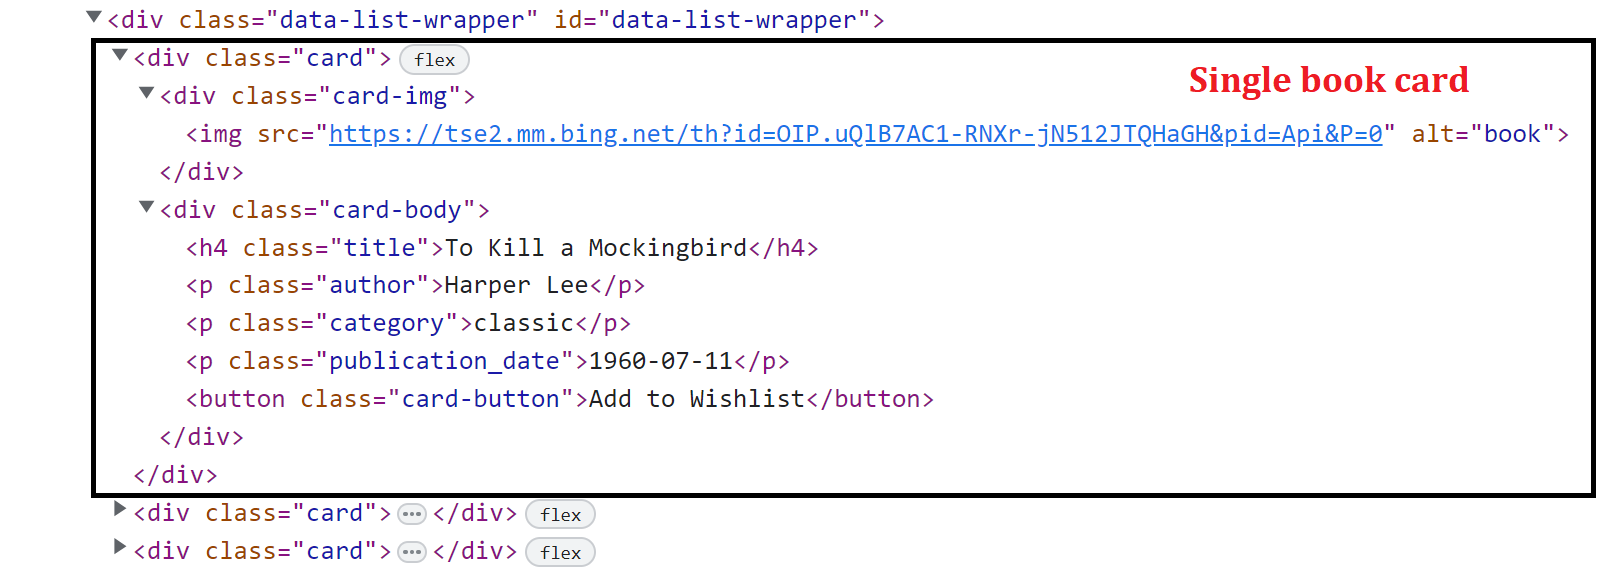 <div class="data-list-wrapper" id="data-list-wrapper">
<div class="card"> flex
Single book card
<div class="card-img">
<img src="https://tse2.mm.bing.net/th?id=OIP.uQlB7AC1-RNXr-jN512JTQHaGH&pid=Api&P=0" alt="book">
</div>
<div class="card-body">
<h4 class="title">To Kill a Mockingbird</h4>
<p class="author">Harper Lee</p>
<p class="category">classic</p>
<p class="publication_date">1960-07-11</p>
<button class="card-button">Add to Wishlist</button>
</div>
</div>
<div class="card">…</div> flex
<div class="card">…</div> flex